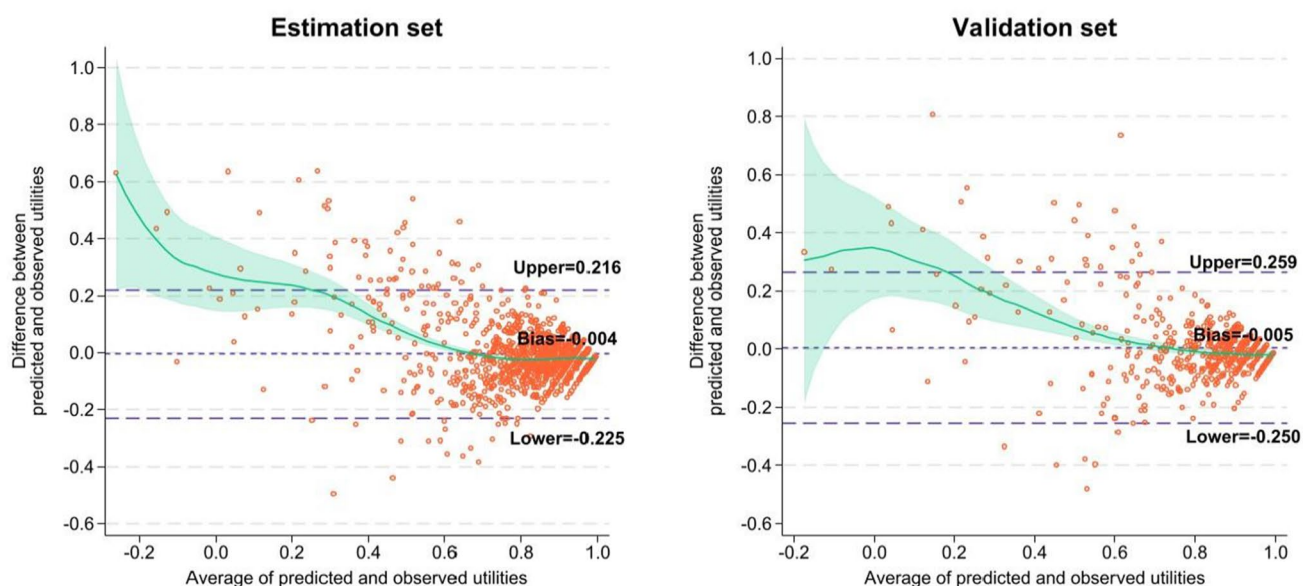 Estimation set
Difference between
predicted and observed utilities
1.0
0.8
0.6
0.4
0.2
0.0
-0.2
-0.4
-0.6
Upper=0.216
Bias=-0.004
Lower=-0.225
-0.2 0.0 0.2 0.4 0.6 0.8 1.0
Average of predicted and observed utilities
Validation set
Difference between
predicted and observed utilities
1.0
0.8
0.6
0.4
0.2
0.0
-0.2
-0.4
-0.6
Upper=0.259
Bias=-0.005
Lower=-0.250
-0.2 0.0 0.2 0.4 0.6 0.8 1.0
Average of predicted and observed utilities